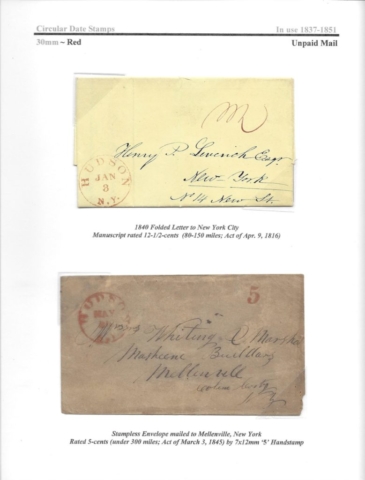 Circular Date Stamps In use 1837-1851
30mm ~ Red Unpaid Mail
HUDSON
JAN
8
N.Y.
Henry P. Leverich Esqr.
New York
No 14 New St.
1840 Folded Letter to New York City
Manuscript rated 12-1/2-cents (80-150 miles; Act of Apr. 9, 1816)
HUDSON
5
Whiting
Building
Mellenville
Stampless Envelope mailed to Mellenville, New York
Rated 5-cents (under 300 miles; Act of March 3, 1845) by 7x12mm '5' Handstamp